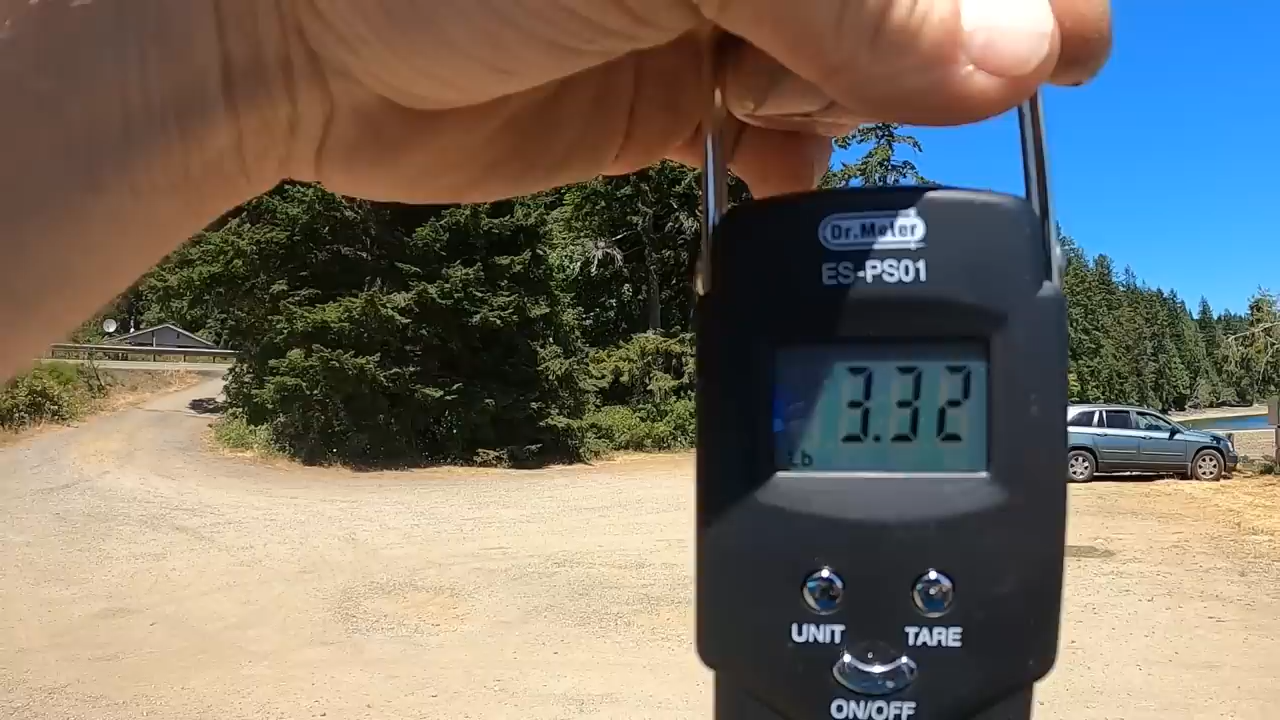 Dr.Meter
ES-PS01
3.32
Lb
UNIT TARE
ON/OFF